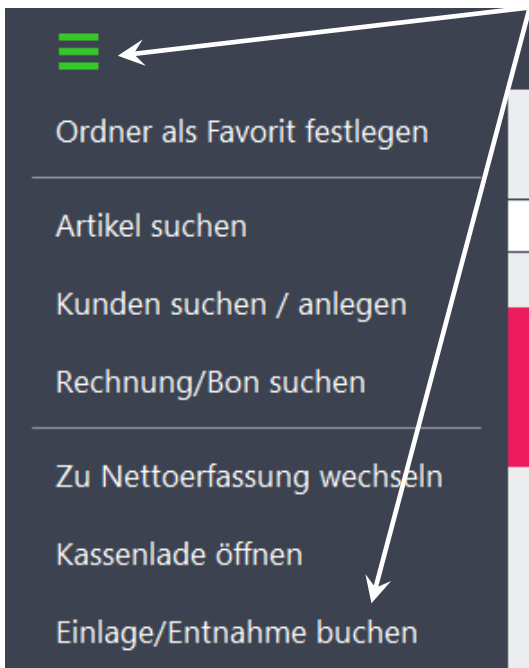 Ordner als Favorit festlegen
Artikel suchen
Kunden suchen / anlegen
Rechnung/Bon suchen
Zu Nettoerfassung wechseln
Kassenlade öffnen
Einlage/Entnahme buchen